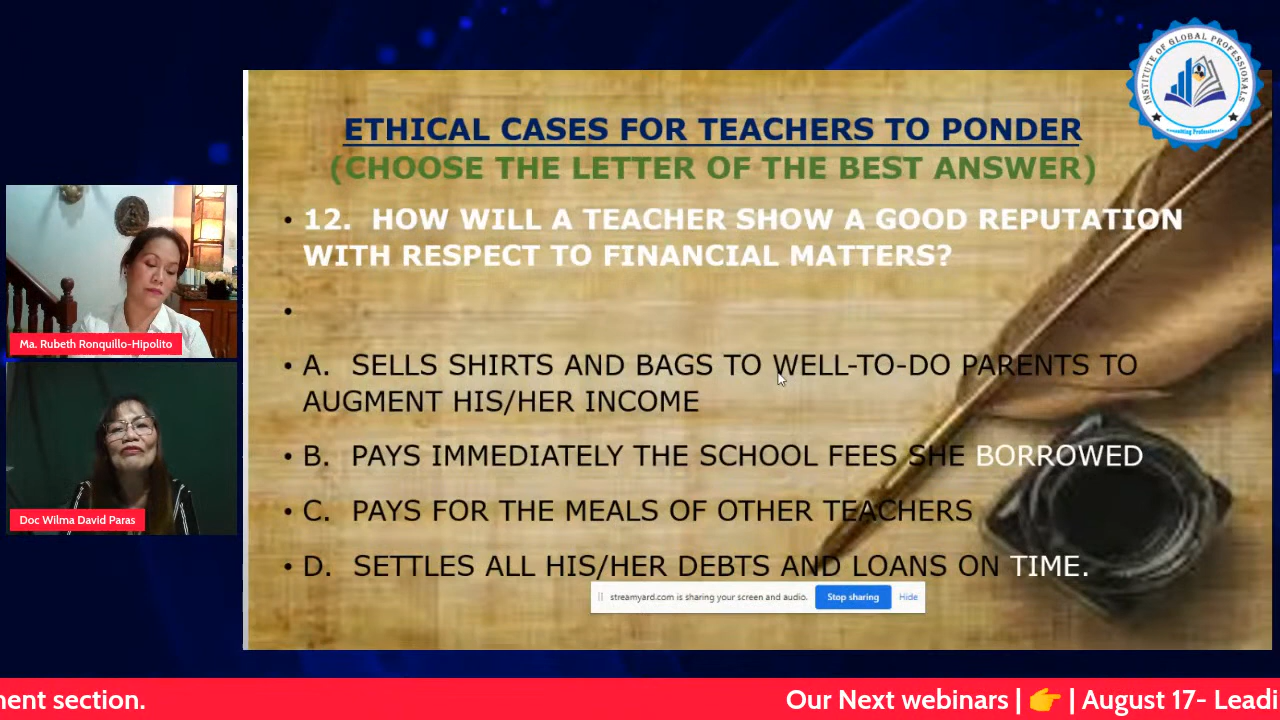 INSTITUTE OF GLOBAL PROFESSIONALS
ETHICAL CASES FOR TEACHERS TO PONDER
(CHOOSE THE LETTER OF THE BEST ANSWER)
• 12. HOW WILL A TEACHER SHOW A GOOD REPUTATION
WITH RESPECT TO FINANCIAL MATTERS?
•
• A. SELLS SHIRTS AND BAGS TO WELL-TO-DO PARENTS TO
AUGMENT HIS/HER INCOME
• B. PAYS IMMEDIATELY THE SCHOOL FEES SHE BORROWED
• C. PAYS FOR THE MEALS OF OTHER TEACHERS
• D. SETTLES ALL HIS/HER DEBTS AND LOANS ON TIME.
streamyard.com is sharing your screen and audio. Stop sharing Hide
Ma. Rubeth Ronquillo-Hipolito
Doc Wilma David Paras
nent section. Our Next webinars | 👉 | August 17- Leadi